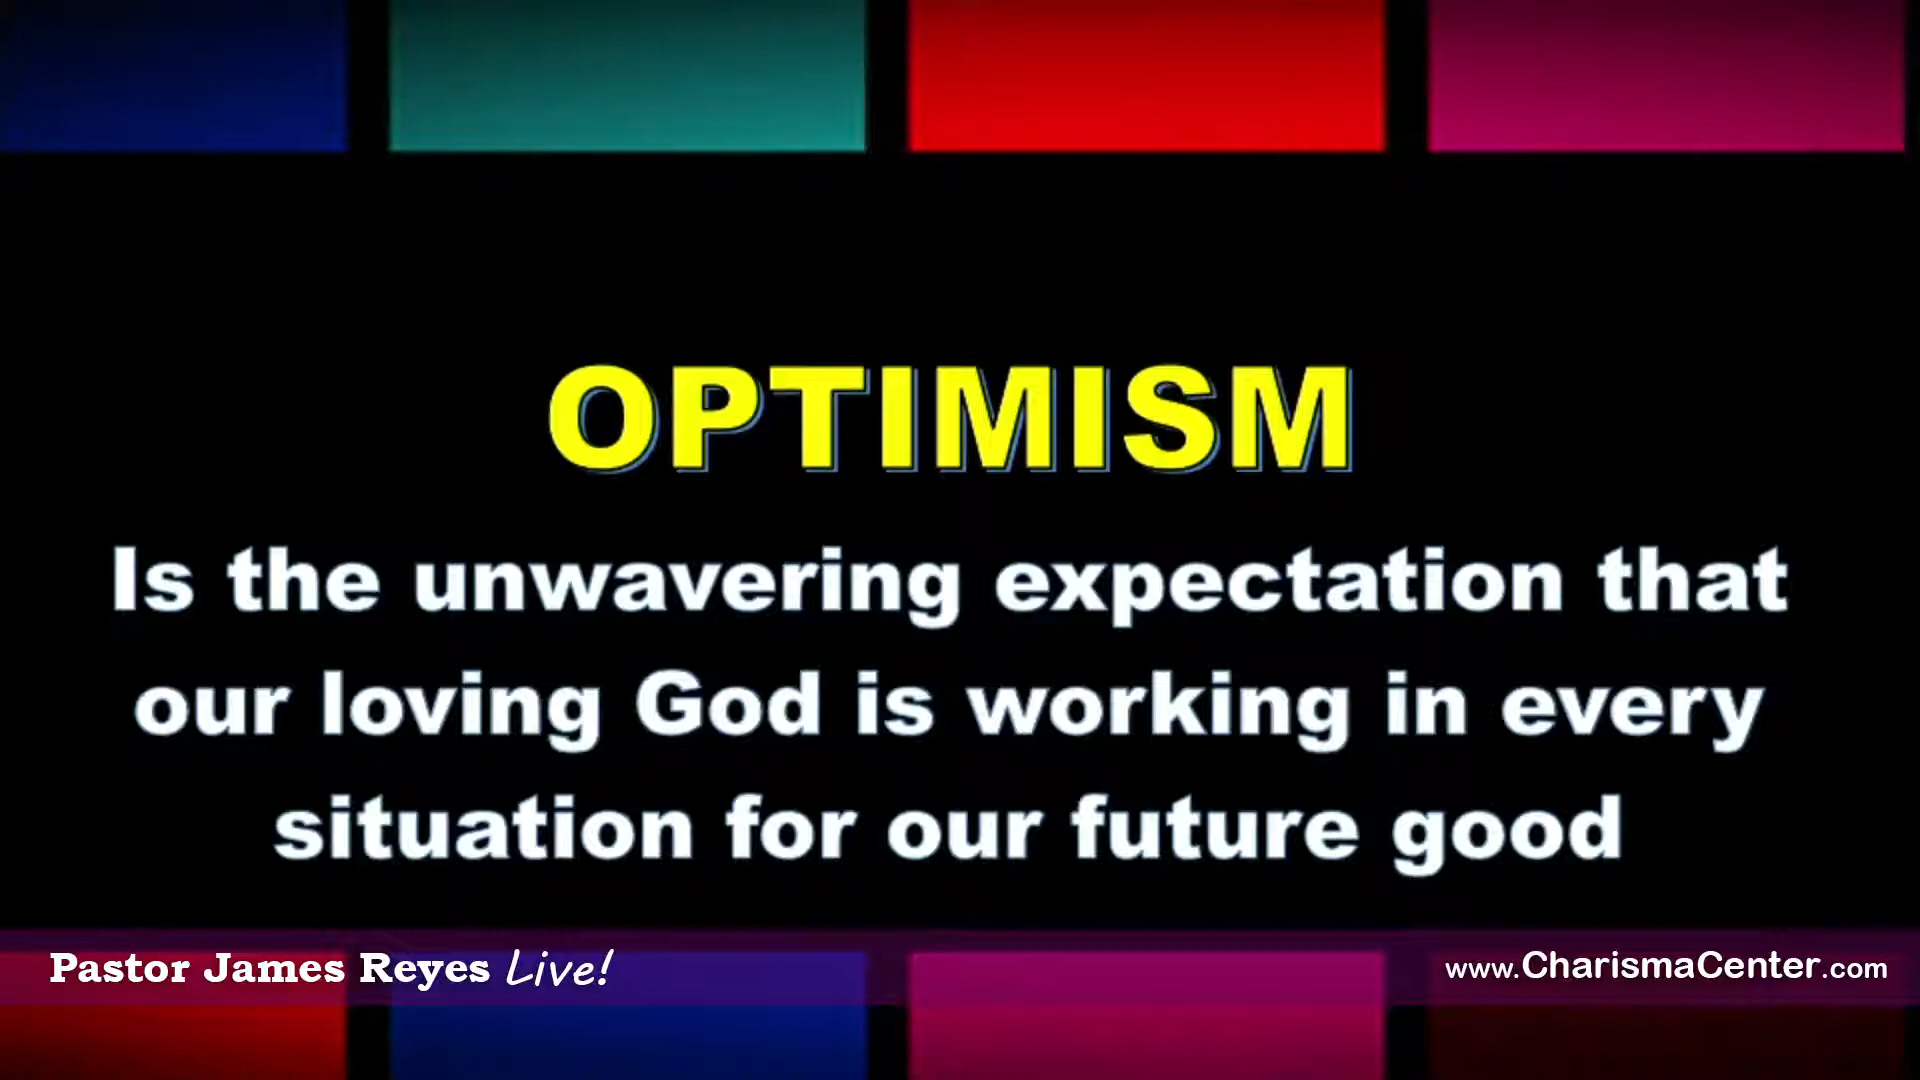 OPTIMISM
Is the unwavering expectation that
our loving God is working in every
situation for our future good
Pastor James Reyes Live!
www.CharismaCenter.com